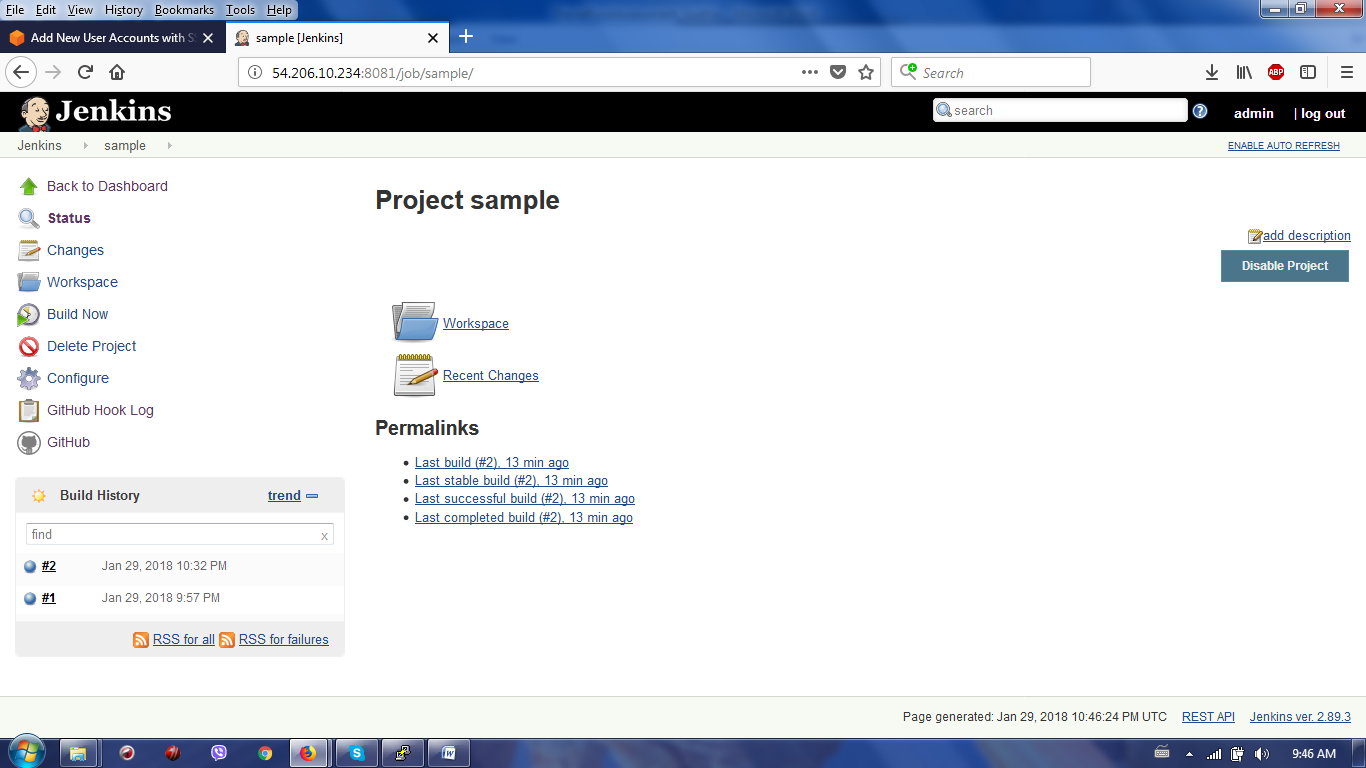 File Edit View History Bookmarks Tools Help
Add New User Accounts with S
sample [Jenkins]
54.206.10.234:8081/job/sample/
Search
ABP
Jenkins
search
admin
| log out
Jenkins
sample
ENABLE AUTO REFRESH
Back to Dashboard
Status
Changes
Workspace
Build Now
Delete Project
Configure
GitHub Hook Log
GitHub
Build History
trend
find
x
#2 Jan 29, 2018 10:32 PM
#1 Jan 29, 2018 9:57 PM
RSS for all RSS for failures
Project sample
add description
Disable Project
Workspace
Recent Changes
Permalinks
Last build (#2), 13 min ago
Last stable build (#2), 13 min ago
Last successful build (#2), 13 min ago
Last completed build (#2), 13 min ago
Page generated: Jan 29, 2018 10:46:24 PM UTC REST API Jenkins ver. 2.89.3
9:46 AM